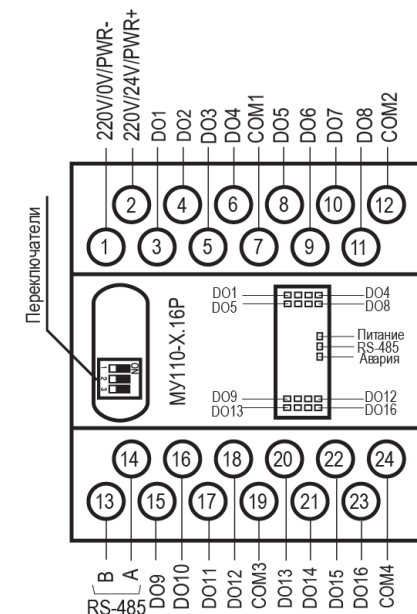 220V/0V/PWR-
220V/24V/PWR+
DO1
DO2
DO3
DO4
COM1
DO5
DO6
DO7
DO8
COM2
2
4
6
8
10
12
1
3
5
7
9
11
Переключатели
ON
1
2
3
МУ110-Х.16Р
DO1
DO4
DO5
DO8
Питание
RS-485
Авария
DO9
DO12
DO13
DO16
14
16
18
20
22
24
13
15
17
19
21
23
B
A
RS-485
DO9
DO10
DO11
DO12
COM3
DO13
DO14
DO15
DO16
COM4